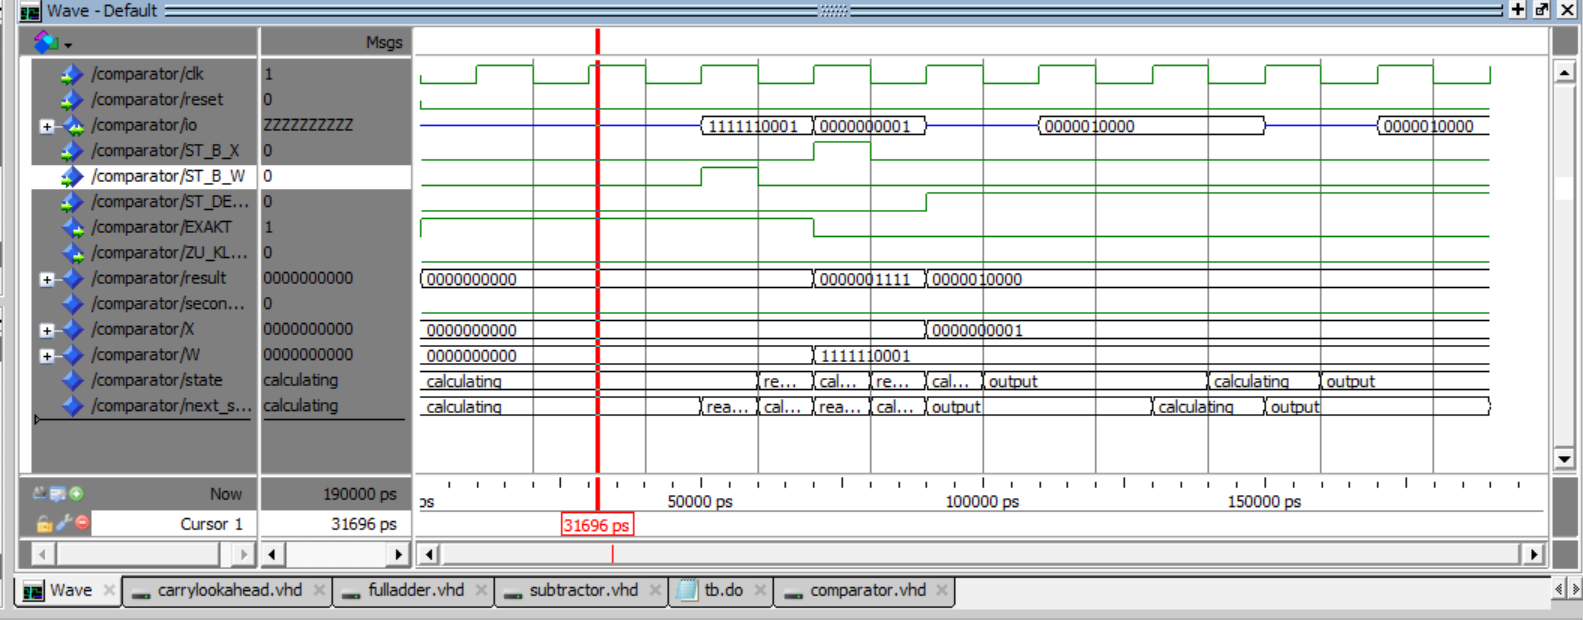 Wave - Default
Msgs
/comparator/clk 1
/comparator/reset 0
/comparator/io ZZZZZZZZZZ 1111110001 0000000001 0000010000 0000010000
/comparator/ST_B_X 0
/comparator/ST_B_W 0
/comparator/ST_DE... 0
/comparator/EXAKT 1
/comparator/ZU_KL... 0
/comparator/result 0000000000 0000000000 0000001111 0000010000
/comparator/secon... 0
/comparator/X 0000000000 0000000000 0000000001
/comparator/W 0000000000 0000000000 1111110001
/comparator/state calculating calculating re... cal... re... cal... output calculating output
/comparator/next_s... calculating calculating rea... cal... rea... cal... output calculating output
Now 190000 ps ps 50000 ps 100000 ps 150000 ps
Cursor 1 31696 ps 31696 ps
Wave carrylookahead.vhd fulladder.vhd subtractor.vhd tb.do comparator.vhd